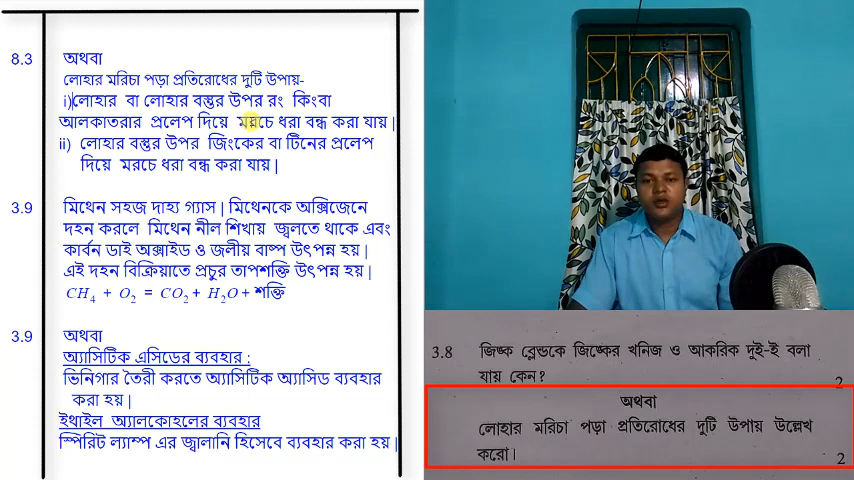 8.3 অথবা
লোহার মরিচা পড়া প্রতিরোধের দুটি উপায়-
i)লোহার বা লোহার বস্তুর উপর রং কিংবা
আলকাতরার প্রলেপ দিয়ে মরচে ধরা বন্ধ করা যায়|
ii) লোহার বস্তুর উপর জিংকের বা টিনের প্রলেপ
দিয়ে মরচে ধরা বন্ধ করা যায়|
3.9 মিথেন সহজ দাহ্য গ্যাস| মিথেনকে অক্সিজেনে
দহন করলে মিথেন নীল শিখায় জ্বলতে থাকে এবং
কার্বন ডাই অক্সাইড ও জলীয় বাষ্প উৎপন্ন হয়|
এই দহন বিক্রিয়াতে প্রচুর তাপশক্তি উৎপন্ন হয়|
CH4 + O2 = CO2 + H2O + শক্তি
3.9 অথবা
অ্যাসিটিক এসিডের ব্যবহার :
ভিনিগার তৈরী করতে অ্যাসিটিক অ্যাসিড ব্যবহার
করা হয়|
ইথাইল অ্যালকোহলের ব্যবহার
স্পিরিট ল্যাম্প এর জ্বালানি হিসেবে ব্যবহার করা হয়|
3.8 জিঙ্ক ব্লেন্ডকে জিঙ্কের খনিজ ও আকরিক দুই-ই বলা
যায় কেন? 2
অথবা
লোহার মরিচা পড়া প্রতিরোধের দুটি উপায় উল্লেখ
করো। 2